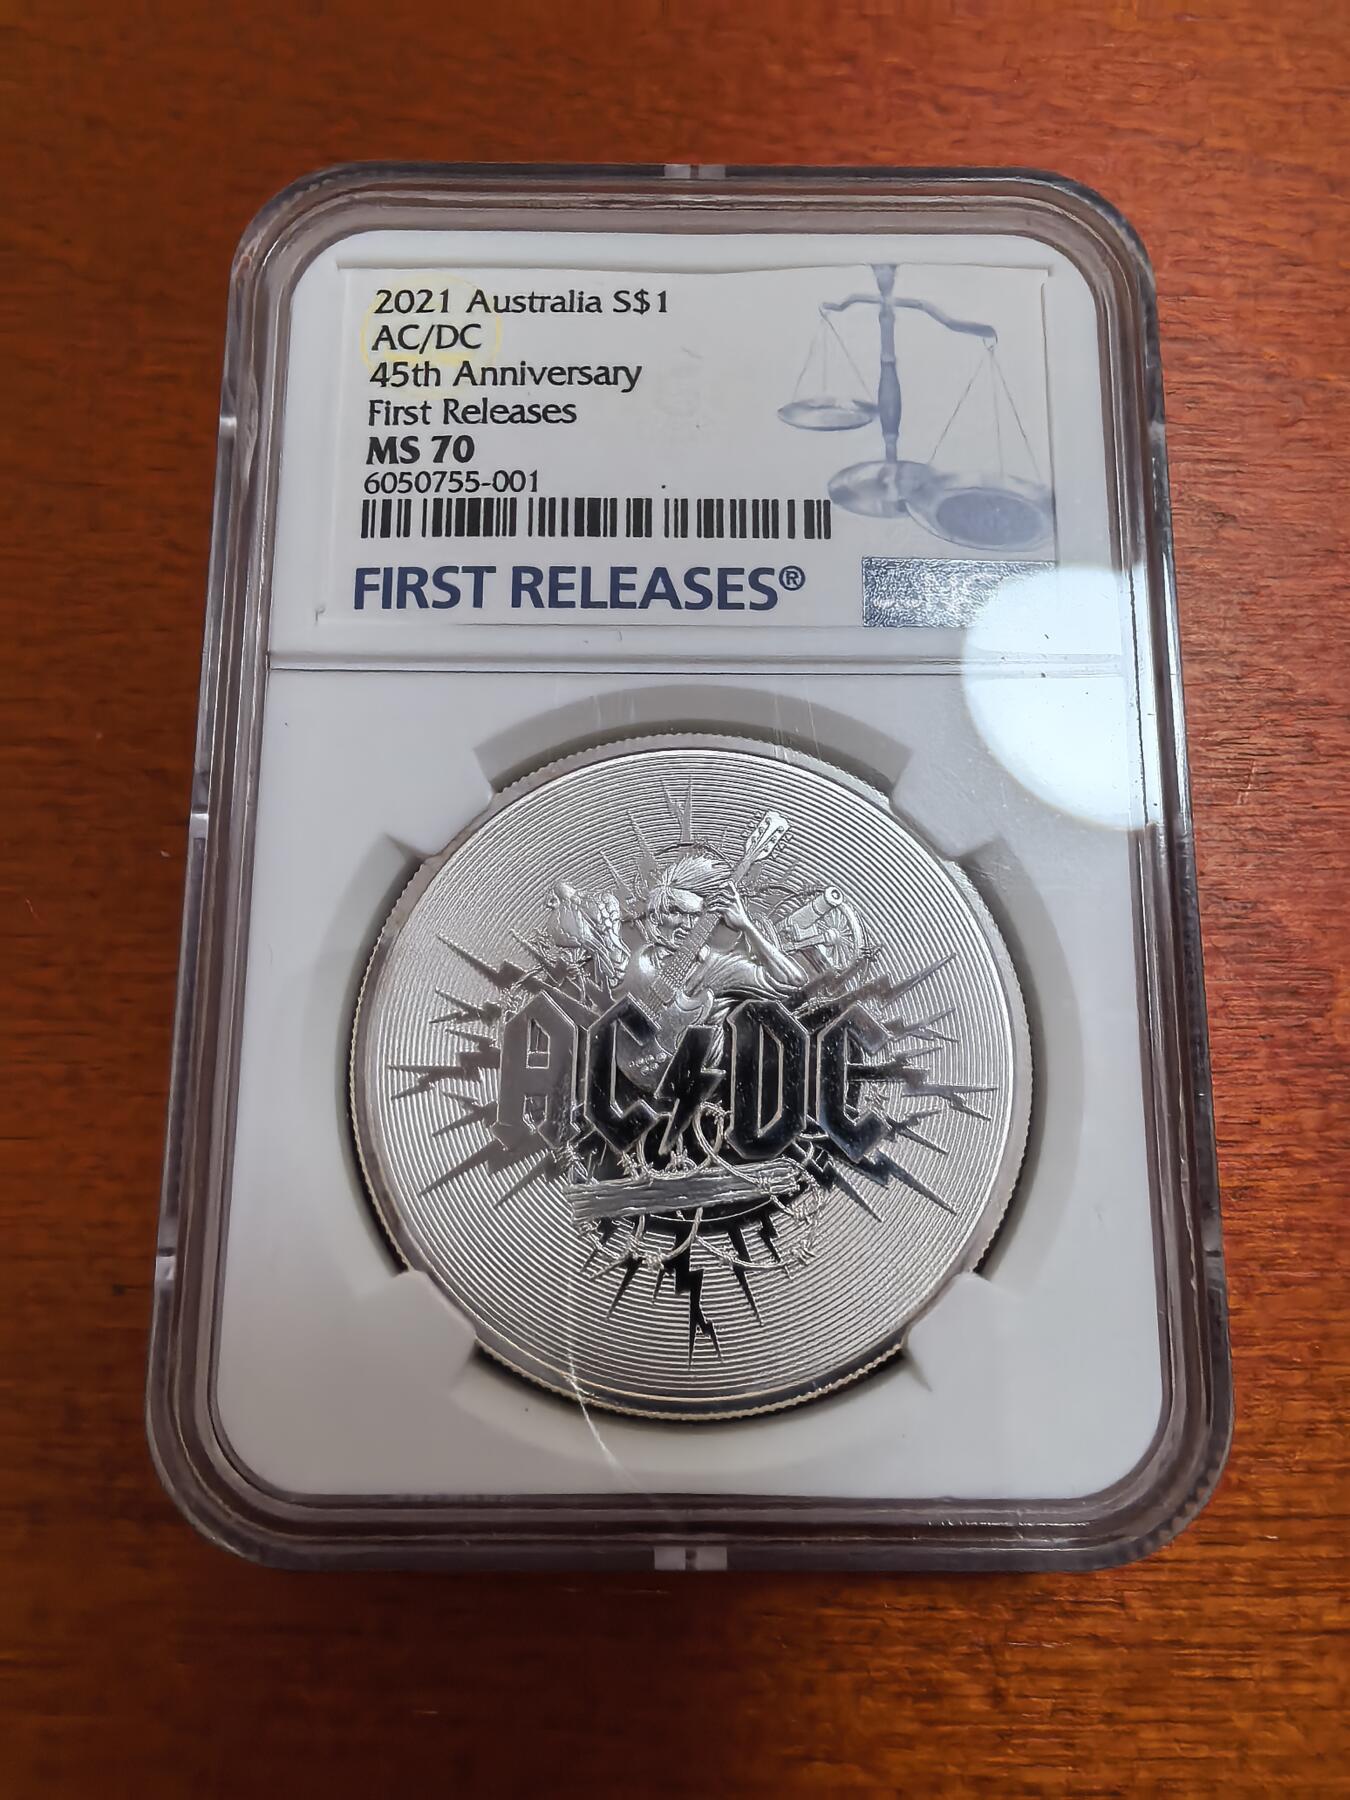 2021 Australia S$1
AC/DC
45th Anniversary
First Releases
MS 70
6050755-001
FIRST RELEASES®
AC⚡DC